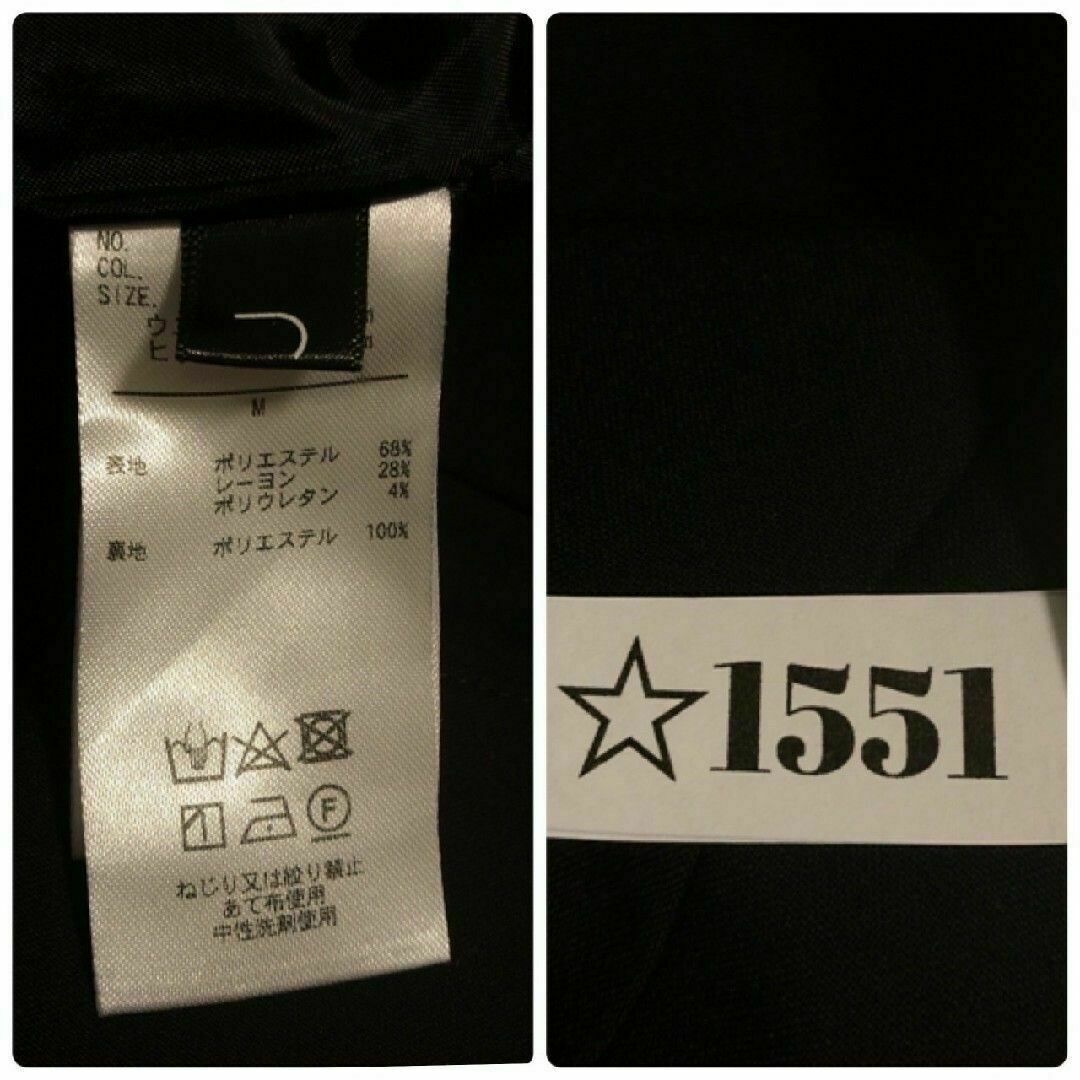 NO.
COL.
SIZE.
ウ
ヒ
M
表地 ポリエステル 68%
レーヨン 28%
ポリウレタン 4%
裏地 ポリエステル 100%
F
ねじり又は絞り禁止
あて布使用
中性洗剤使用
☆1551